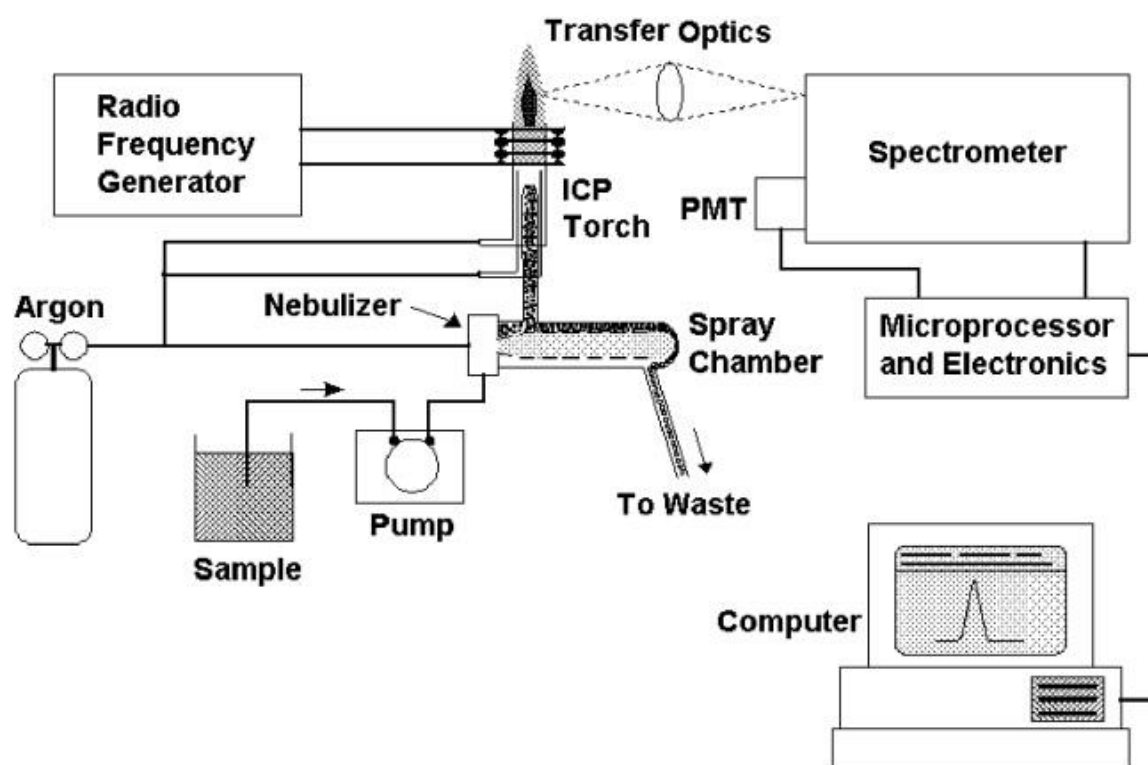 Transfer Optics
Radio
Frequency
Generator
Spectrometer
ICP
Torch
PMT
Argon
Nebulizer
Spray
Chamber
Microprocessor
and Electronics
Pump
To Waste
Sample
Computer